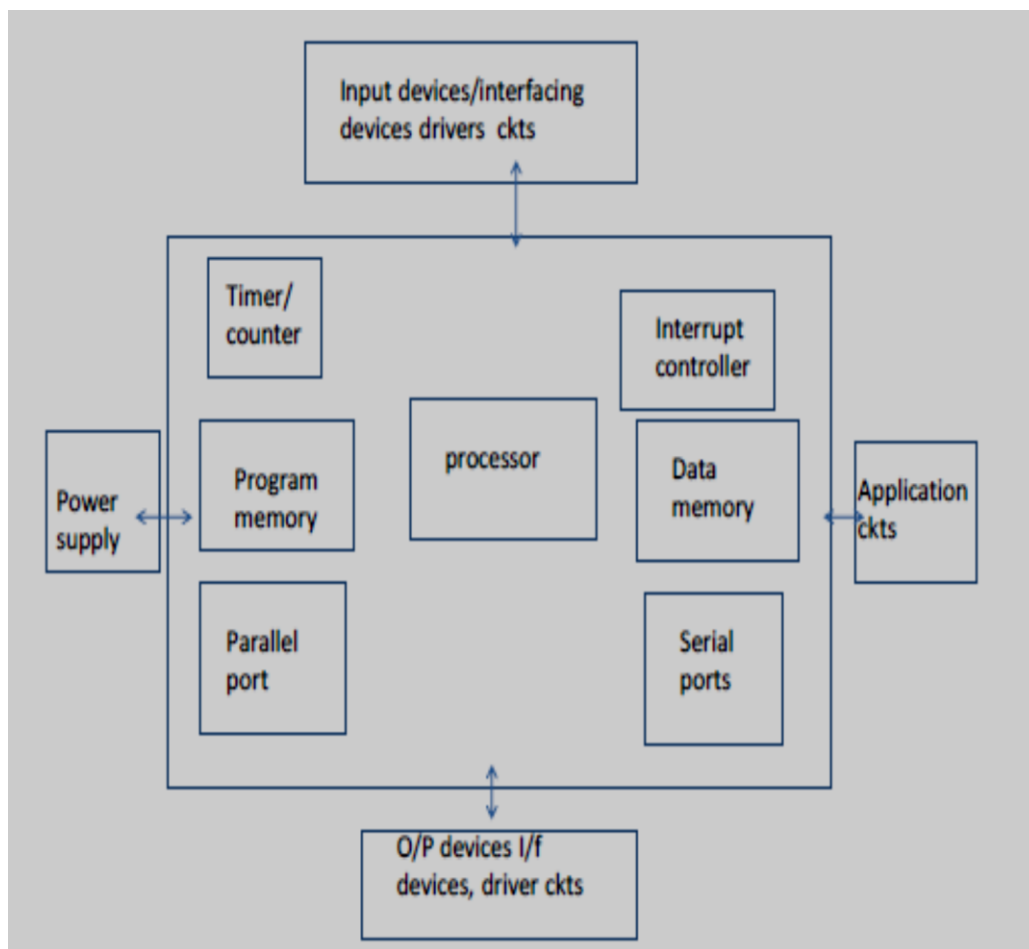 Input devices/interfacing
devices drivers ckts
Timer/
counter
Interrupt
controller
processor
Power
supply
Program
memory
Data
memory
Application
ckts
Parallel
port
Serial
ports
O/P devices I/f
devices, driver ckts